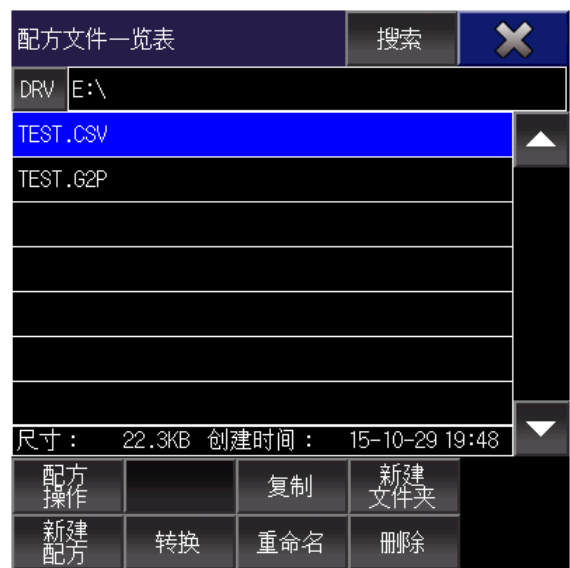 配方文件一览表 搜索
DRV E:\
TEST.CSV
TEST.G2P
尺寸： 22.3KB 创建时间： 15-10-29 19:48
配方操作 复制 新建文件夹
新建配方 转换 重命名 删除